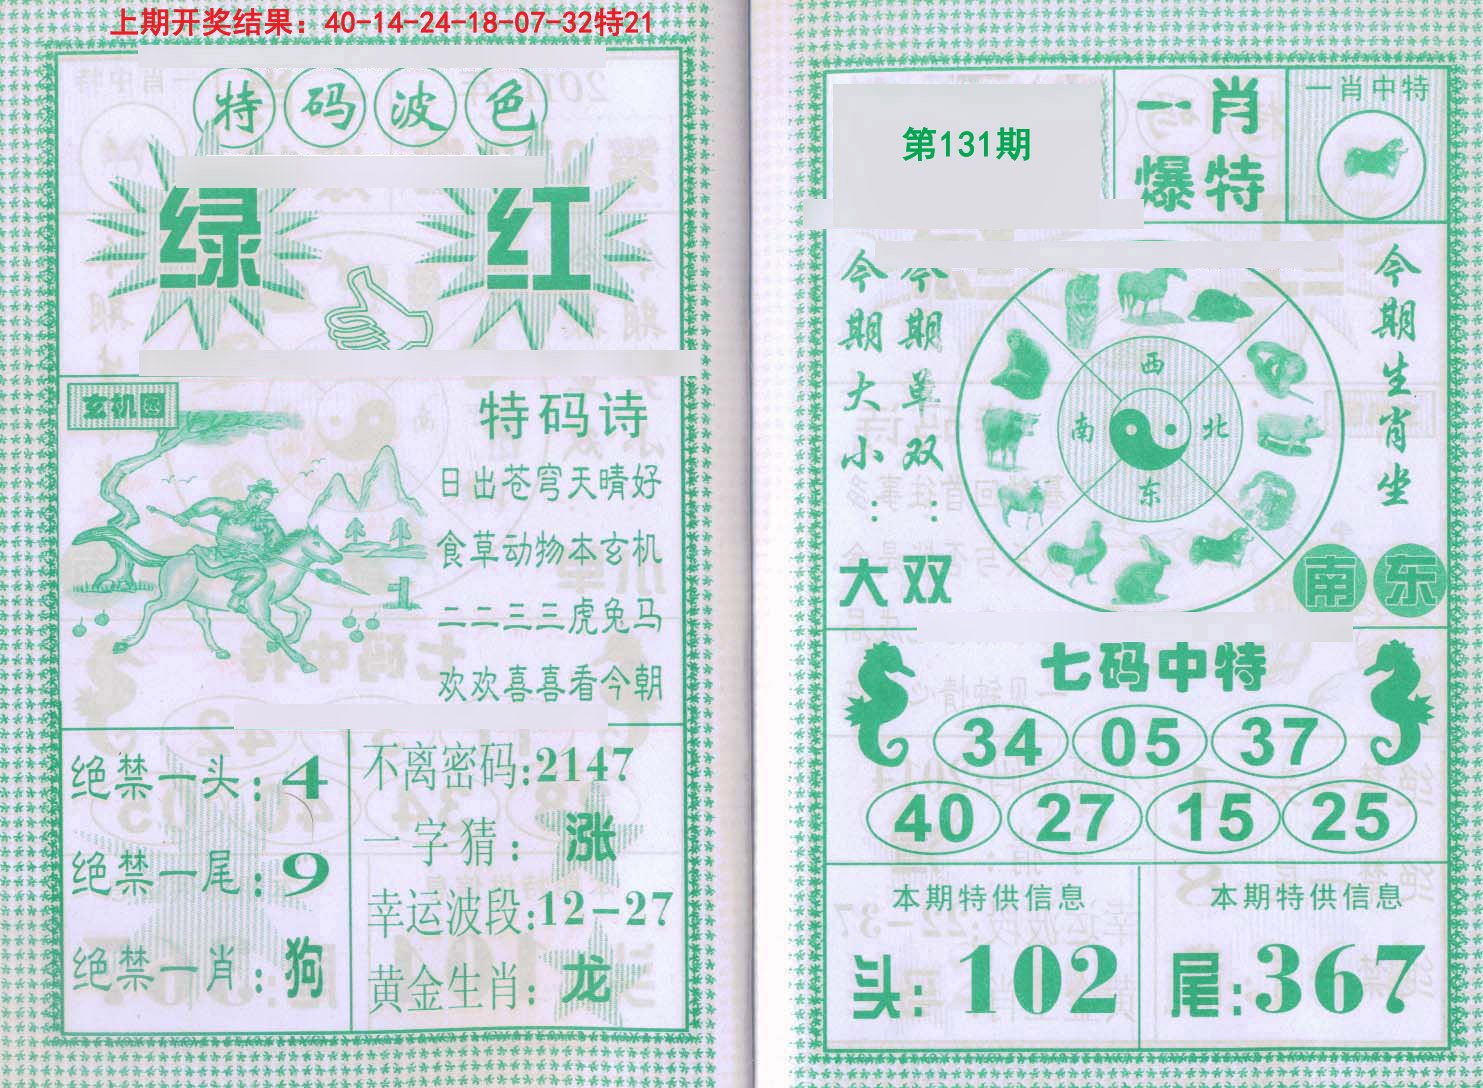 上期开奖结果：40-14-24-18-07-32特21
特码波色
绿 红
玄机图
特码诗
日出苍穹天晴好
食草动物本玄机
二二三三虎兔马
欢欢喜喜看今朝
绝禁一头：4
绝禁一尾：9
绝禁一肖：狗
不离密码：2147
一字猜：涨
幸运波段：12-27
黄金生肖：龙
第131期
一肖
爆特
一肖中特
今期大小：大
今期单双：双
西
南 北
东
今期生肖坐
南 东
七码中特
34 05 37
40 27 15 25
本期特供信息
头：102
本期特供信息
尾：367